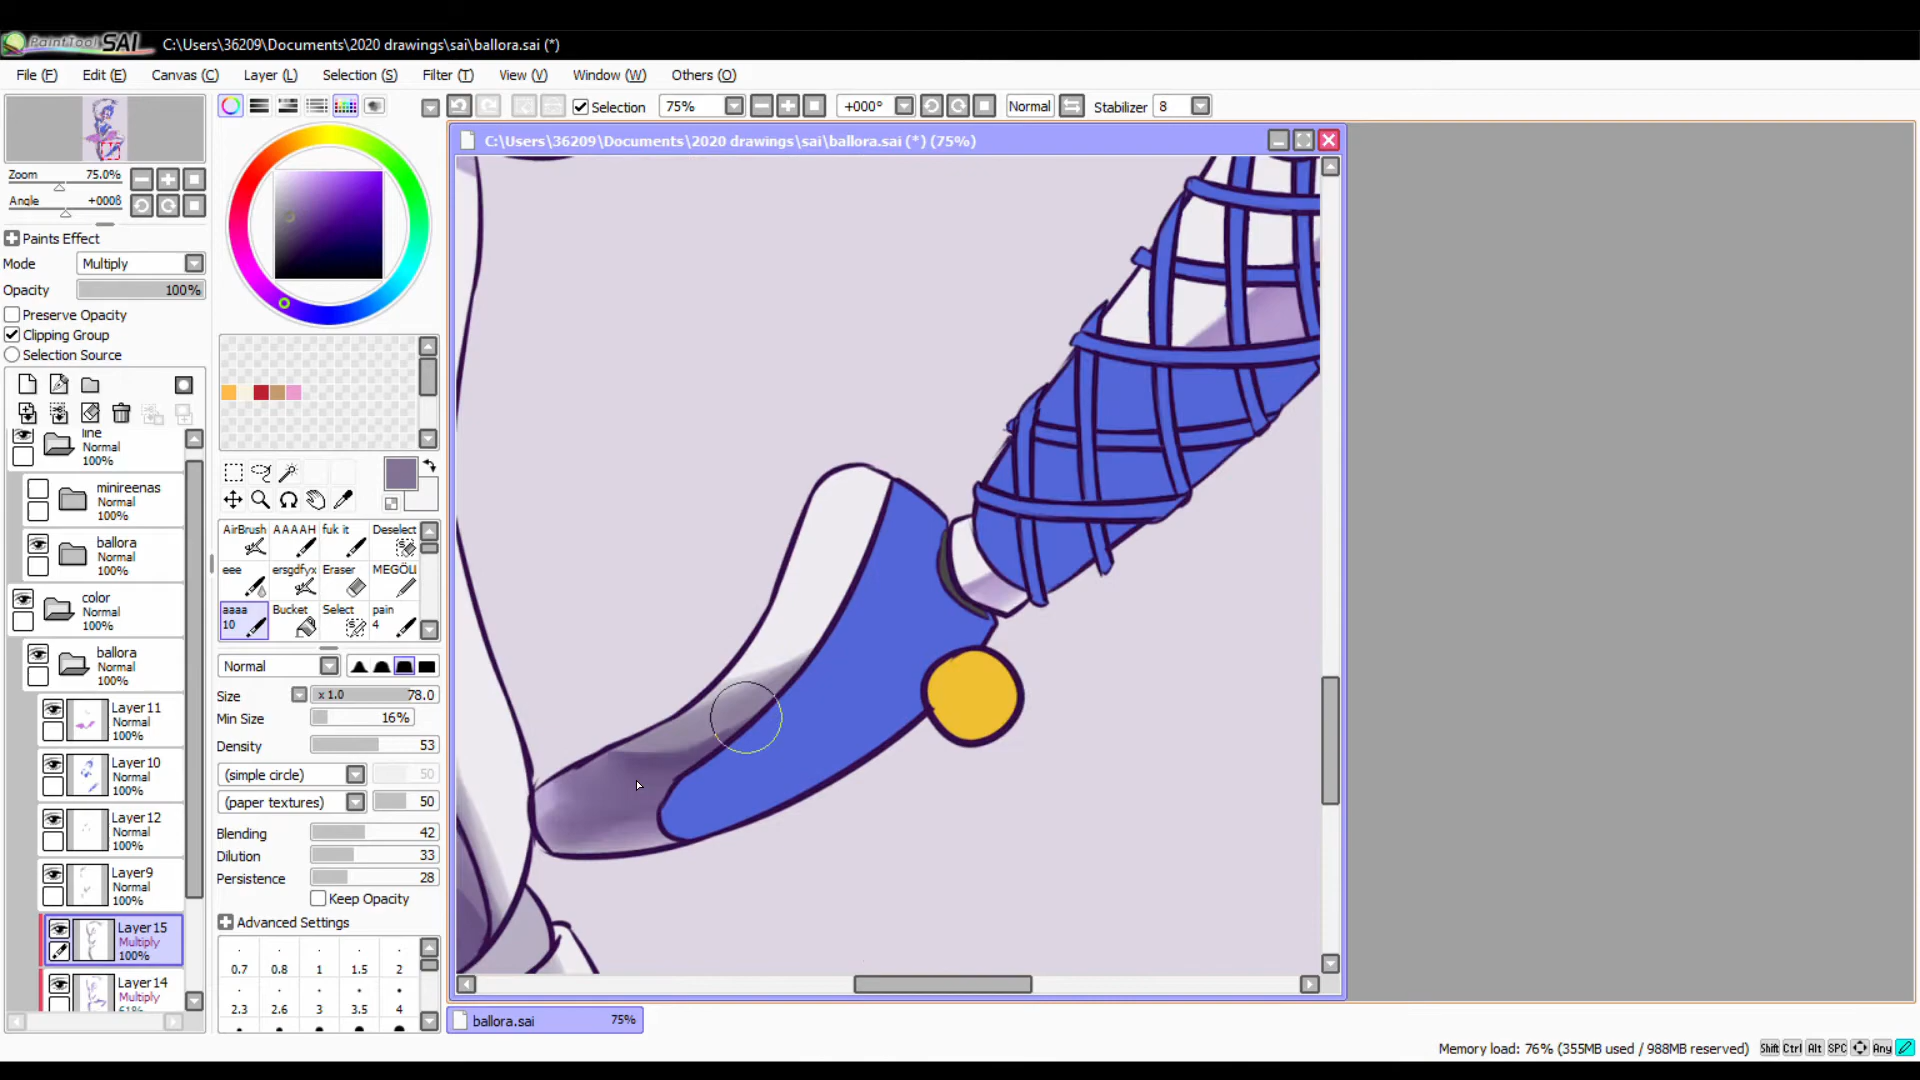 PaintTool SAI C:\Users\36209\Documents\2020 drawings\sai\ballora.sai (*)
File (F) Edit (E) Canvas (C) Layer (L) Selection (S) Filter (T) View (V) Window (W) Others (O)
Selection 75% +000° Normal Stabilizer 8
C:\Users\36209\Documents\2020 drawings\sai\ballora.sai (*) (75%)
Zoom 75.0%
Angle +000ß
Paints Effect
Mode Multiply
Opacity 100%
Preserve Opacity
Clipping Group
Selection Source
line
Normal
100%
minireenas
Normal
100%
ballora
Normal
100%
color
Normal
100%
ballora
Normal
100%
Layer11
Normal
100%
Layer10
Normal
100%
Layer12
Normal
100%
Layer9
Normal
100%
Layer15
Multiply
100%
Layer14
Multiply
61%
AirBrush AAAAH fuk it Deselect
eee ersgdfyx Eraser MEGÖLI
aaaa Bucket Select pain
10 4
Normal
Size x 1.0 78.0
Min Size 16%
Density 53
(simple circle) 50
(paper textures) 50
Blending 42
Dilution 33
Persistence 28
Keep Opacity
Advanced Settings
0.7 0.8 1 1.5 2
2.3 2.6 3 3.5 4
ballora.sai 75%
Memory load: 76% (355MB used / 988MB reserved) Shift Ctrl Alt SPC Any